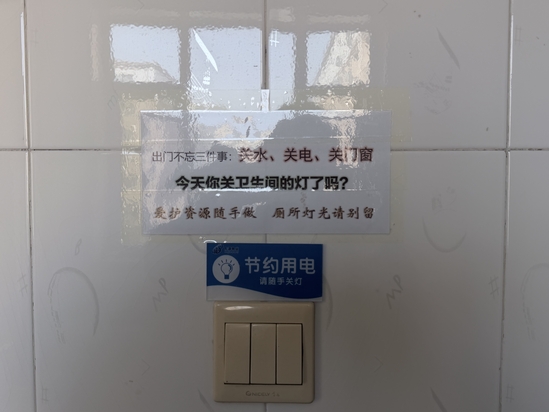 出门不忘三件事：关水、关电、关门窗
今天你关卫生间的灯了吗？
爱护资源随手做　厕所灯光请别留
节约用电
请随手关灯